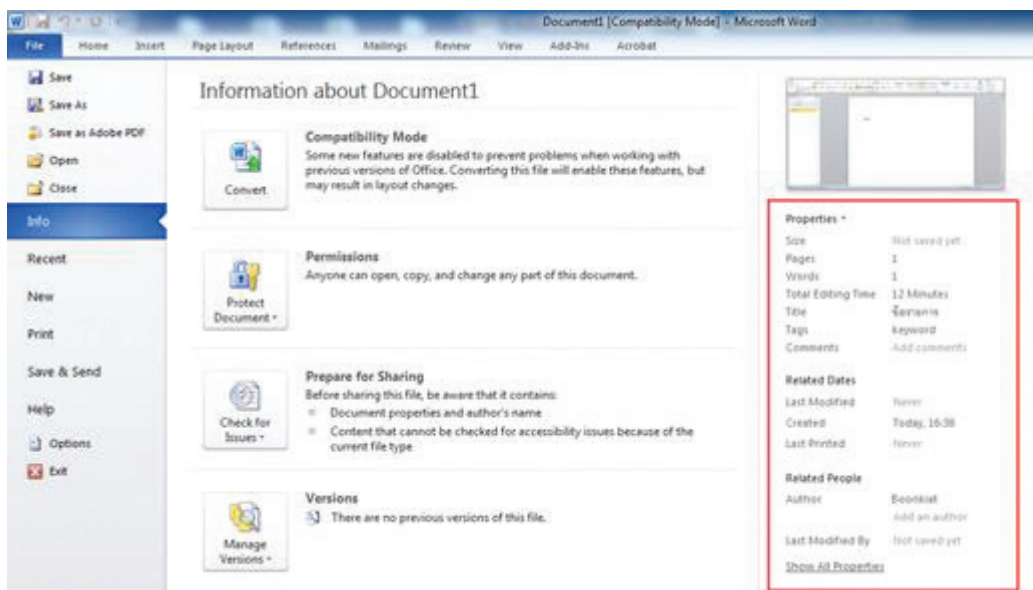 Document1 [Compatibility Mode] - Microsoft Word
File Home Insert Page Layout References Mailings Review View Add-Ins Acrobat
Save
Save As
Save as Adobe PDF
Open
Close
Info
Recent
New
Print
Save & Send
Help
Options
Exit
Information about Document1
Convert
Compatibility Mode
Some new features are disabled to prevent problems when working with
previous versions of Office. Converting this file will enable these features, but
may result in layout changes.
Protect
Document
Permissions
Anyone can open, copy, and change any part of this document.
Check for
Issues
Prepare for Sharing
Before sharing this file, be aware that it contains:
Document properties and author's name
Content that cannot be checked for accessibility issues because of the
current file type
Manage
Versions
Versions
There are no previous versions of this file.
Properties
Size Not saved yet
Pages 1
Words 1
Total Editing Time 12 Minutes
Title ชื่อเอกสาร
Tags keyword
Comments Add comments
Related Dates
Last Modified Never
Created Today, 16:38
Last Printed Never
Related People
Author Boonkiat
Add an author
Last Modified By Not saved yet
Show All Properties